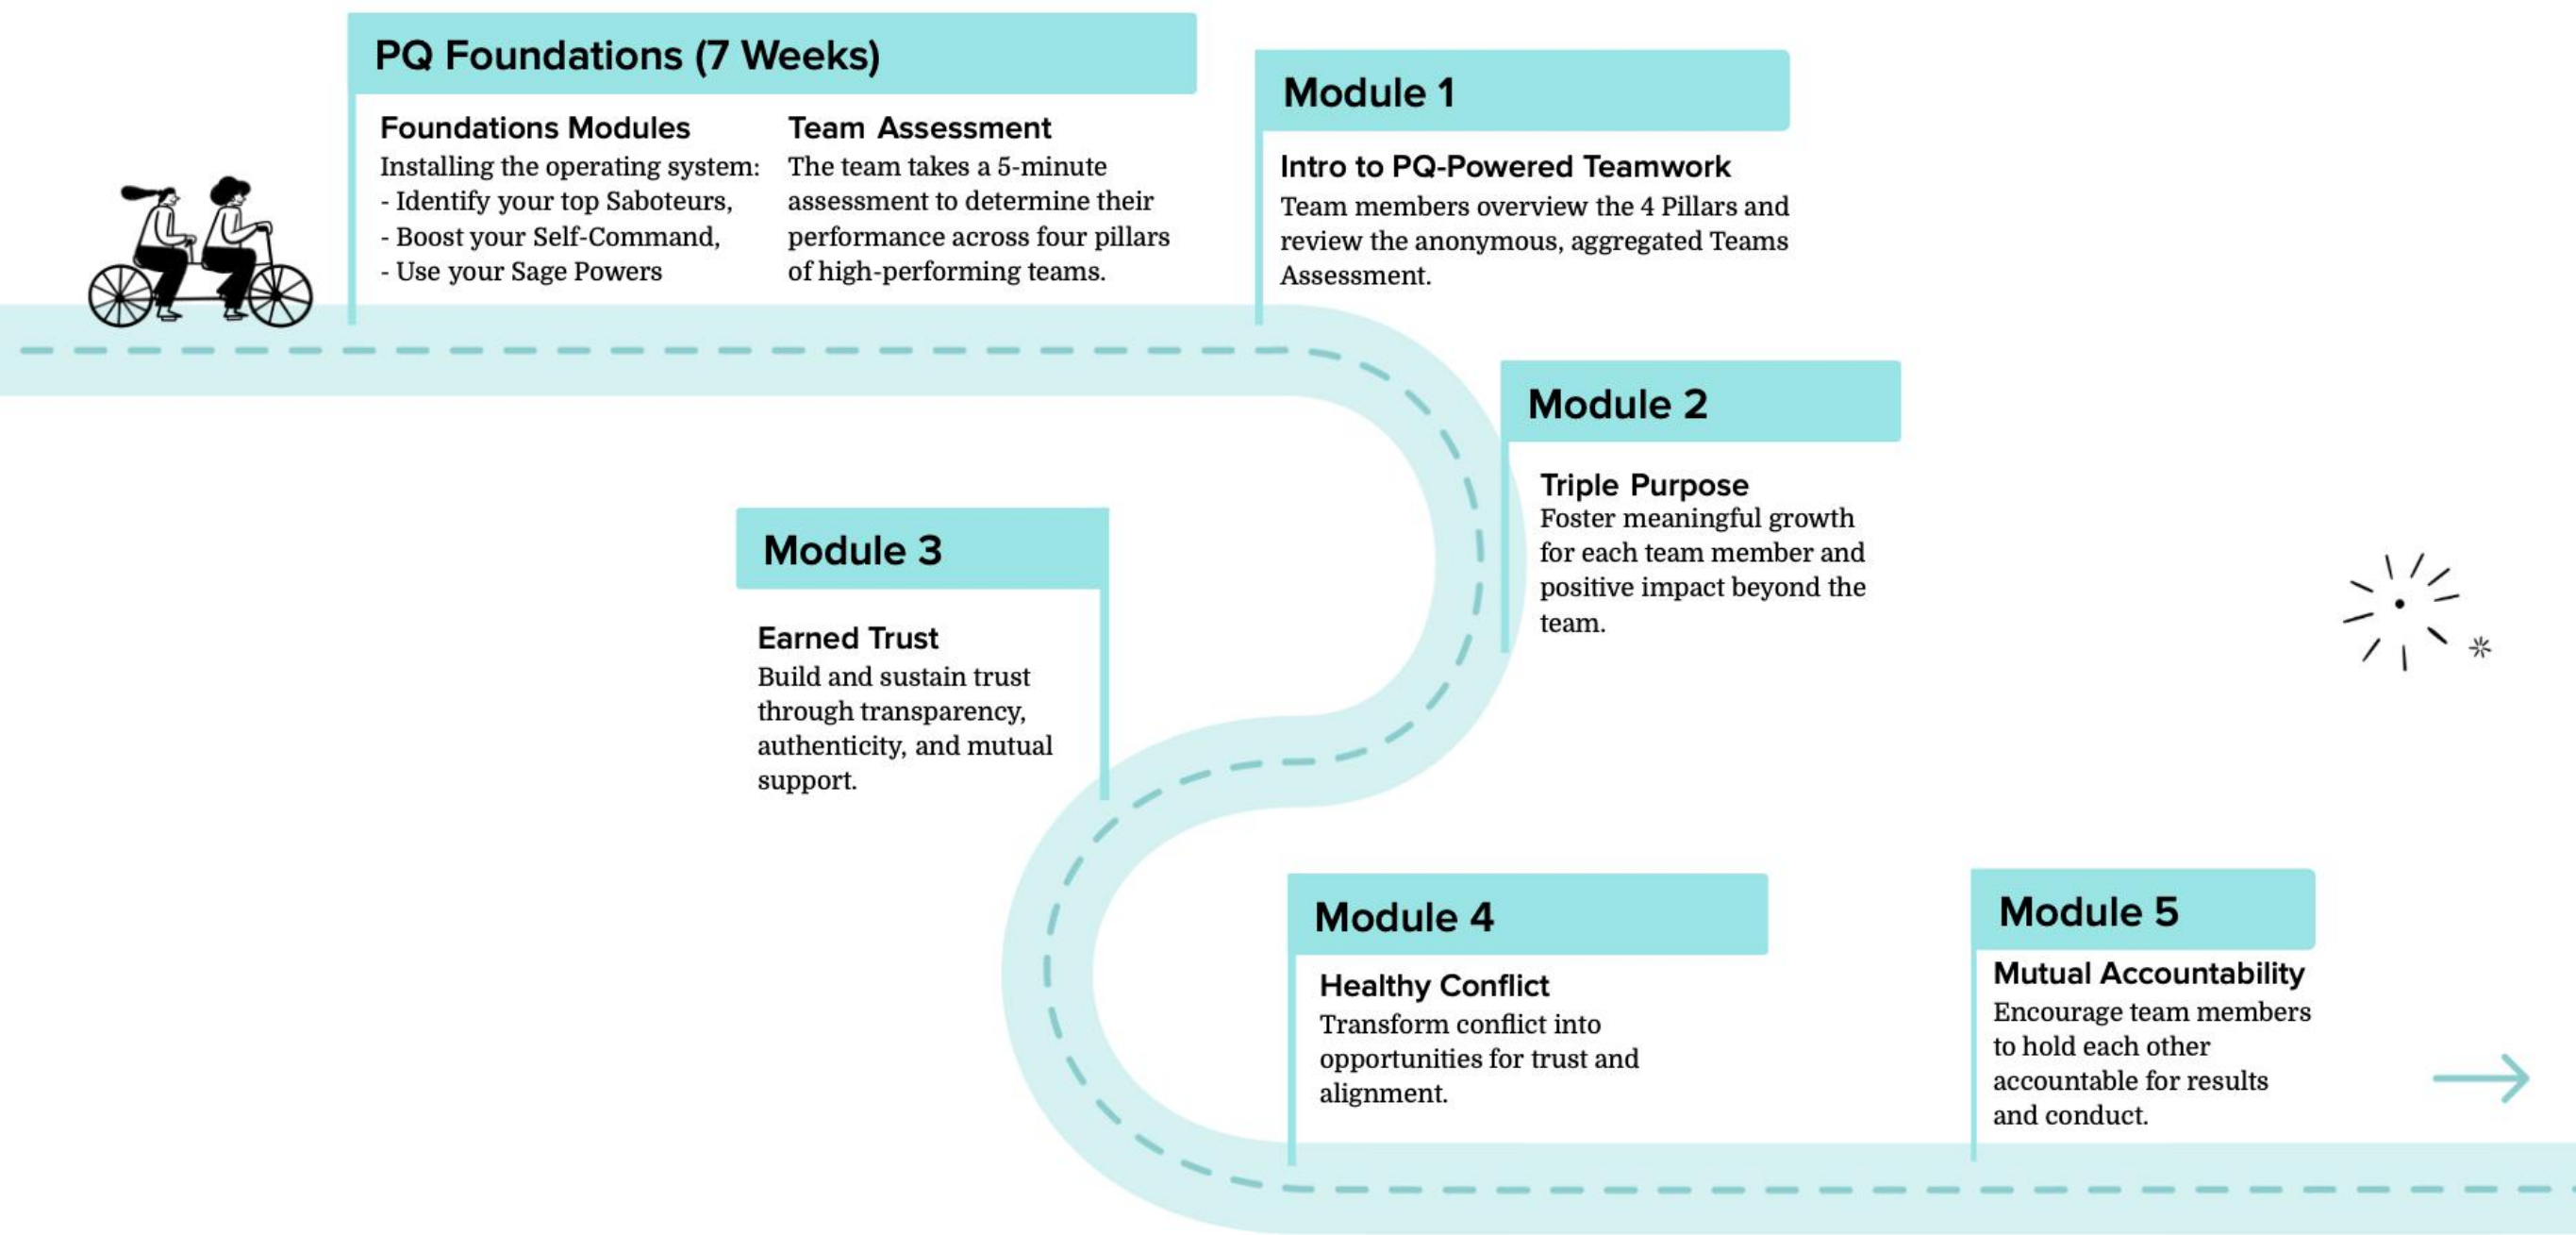 PQ Foundations (7 Weeks)
Foundations Modules
Installing the operating system:
- Identify your top Saboteurs,
- Boost your Self-Command,
- Use your Sage Powers
Team Assessment
The team takes a 5-minute
assessment to determine their
performance across four pillars
of high-performing teams.
Module 1
Intro to PQ-Powered Teamwork
Team members overview the 4 Pillars and
review the anonymous, aggregated Teams
Assessment.
Module 2
Triple Purpose
Foster meaningful growth
for each team member and
positive impact beyond the
team.
Module 3
Earned Trust
Build and sustain trust
through transparency,
authenticity, and mutual
support.
Module 4
Healthy Conflict
Transform conflict into
opportunities for trust and
alignment.
Module 5
Mutual Accountability
Encourage team members
to hold each other
accountable for results
and conduct.